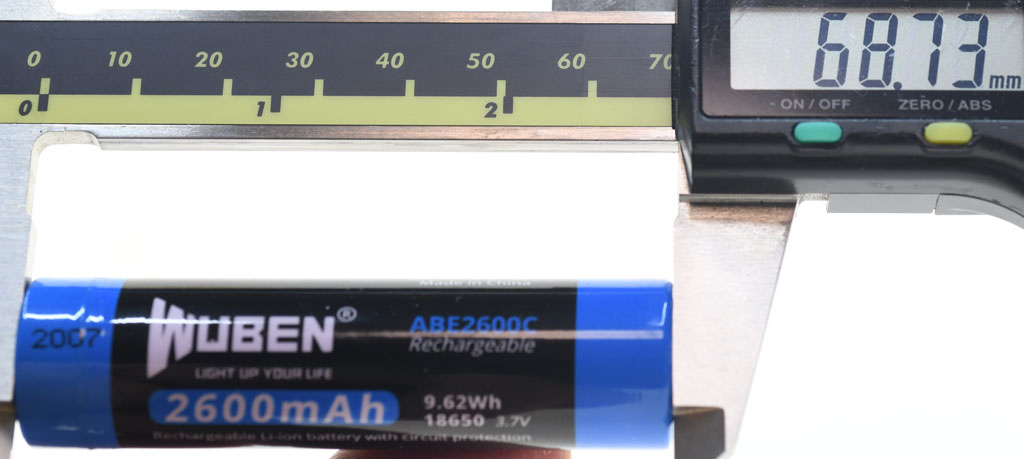 0 10 20 30 40 50 60 70
0 1 2
68.73 mm
ON / OFF ZERO / ABS
Made in China
2007
WUBEN®
ABE2600C
Rechargeable
LIGHT UP YOUR LIFE
2600mAh
9.62Wh
18650 3.7V
Rechargeable Li-ion battery with circuit protection